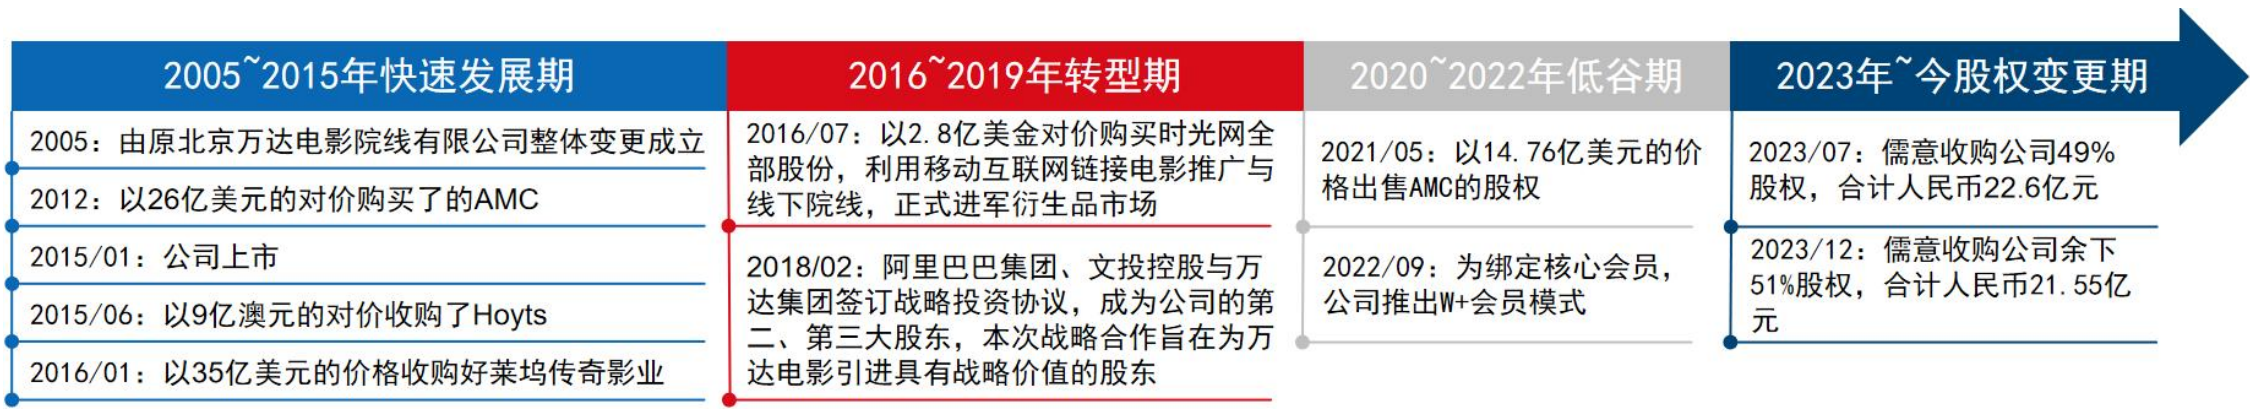 2005~2015年快速发展期
2005：由原北京万达电影院线有限公司整体变更成立
2012：以26亿美元的对价购买了的AMC
2015/01：公司上市
2015/06：以9亿澳元的对价收购了Hoyts
2016/01：以35亿美元的价格收购好莱坞传奇影业
2016~2019年转型期
2016/07：以2.8亿美金对价购买时光网全
部股份，利用移动互联网链接电影推广与
线下院线，正式进军衍生品市场
2018/02：阿里巴巴集团、文投控股与万
达集团签订战略投资协议，成为公司的第
二、第三大股东，本次战略合作旨在为万
达电影引进具有战略价值的股东
2020~2022年低谷期
2021/05：以14.76亿美元的价
格出售AMC的股权
2022/09：为绑定核心会员，
公司推出W+会员模式
2023年~今股权变更期
2023/07：儒意收购公司49%
股权，合计人民币22.6亿元
2023/12：儒意收购公司余下
51%股权，合计人民币21.55亿
元